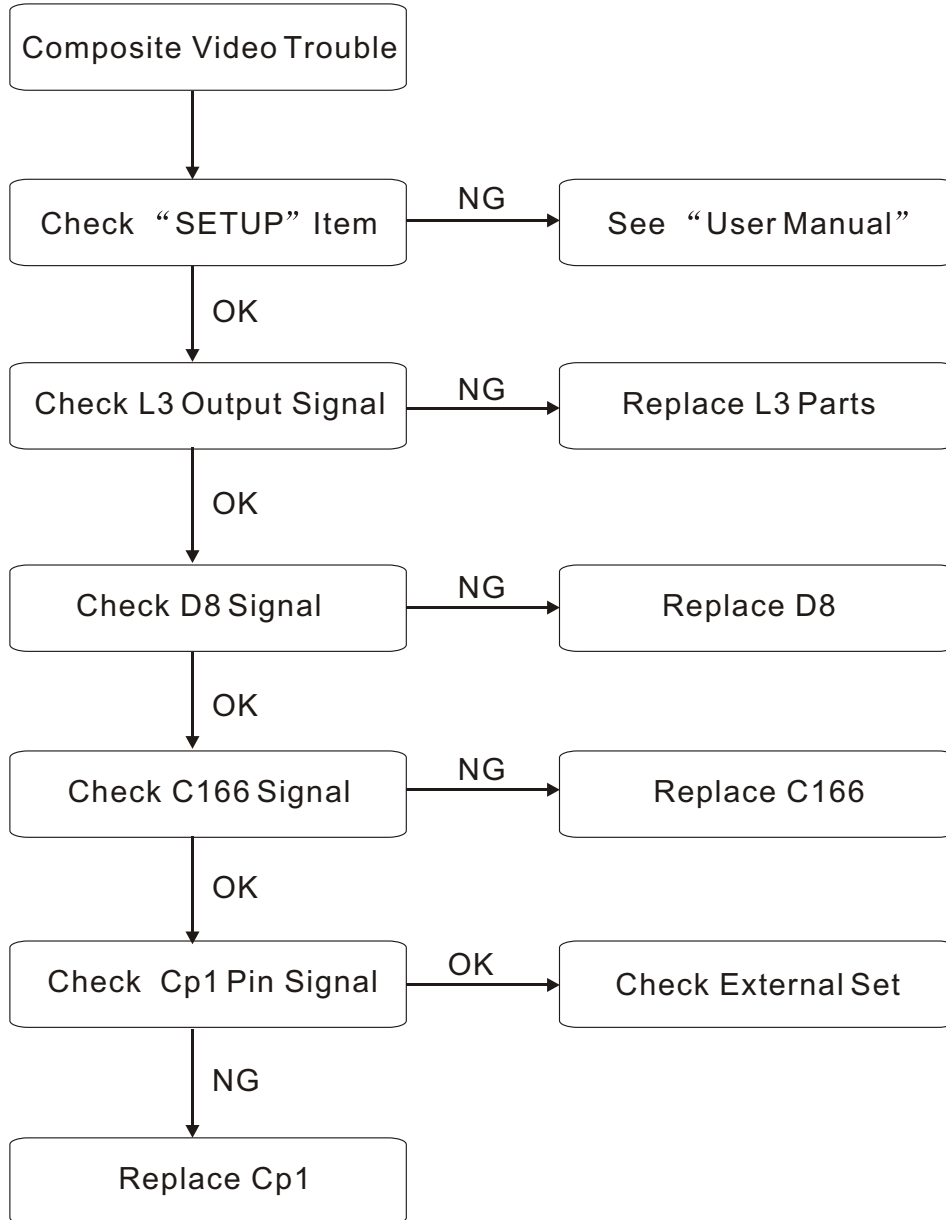 Composite Video Trouble
Check “SETUP” Item
NG
See “User Manual”
OK
Check L3 Output Signal
NG
Replace L3 Parts
OK
Check D8 Signal
NG
Replace D8
OK
Check C166 Signal
NG
Replace C166
OK
Check Cp1 Pin Signal
OK
Check External Set
NG
Replace Cp1